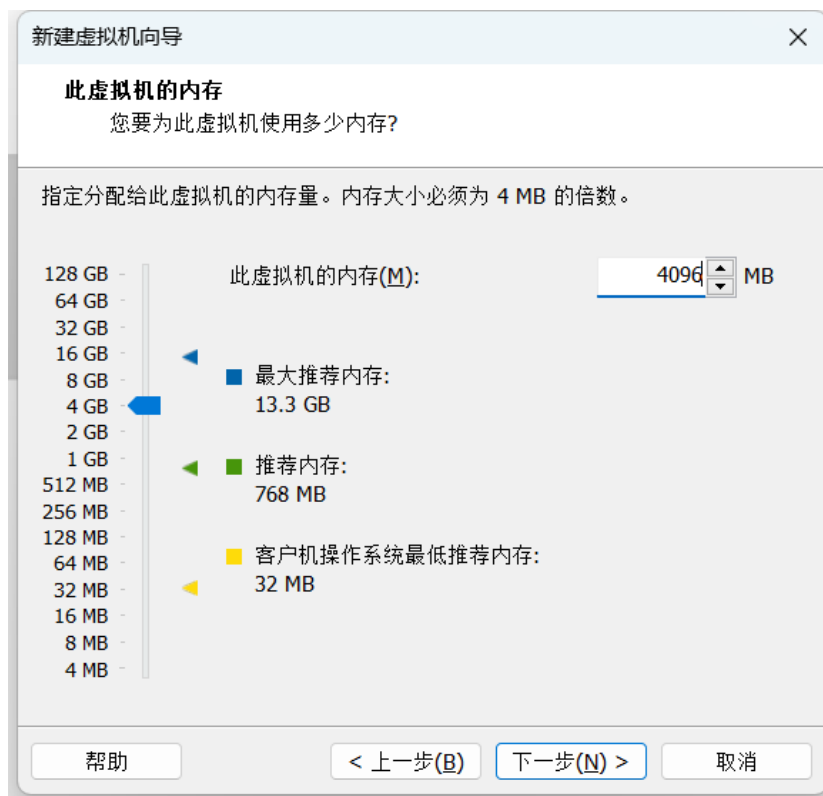 新建虚拟机向导
此虚拟机的内存
您要为此虚拟机使用多少内存?
指定分配给此虚拟机的内存量。内存大小必须为 4 MB 的倍数。
128 GB
64 GB
32 GB
16 GB
8 GB
4 GB
2 GB
1 GB
512 MB
256 MB
128 MB
64 MB
32 MB
16 MB
8 MB
4 MB
此虚拟机的内存(M): 4096 MB
最大推荐内存:
13.3 GB
推荐内存:
768 MB
客户机操作系统最低推荐内存:
32 MB
帮助 < 上一步(B) 下一步(N) > 取消